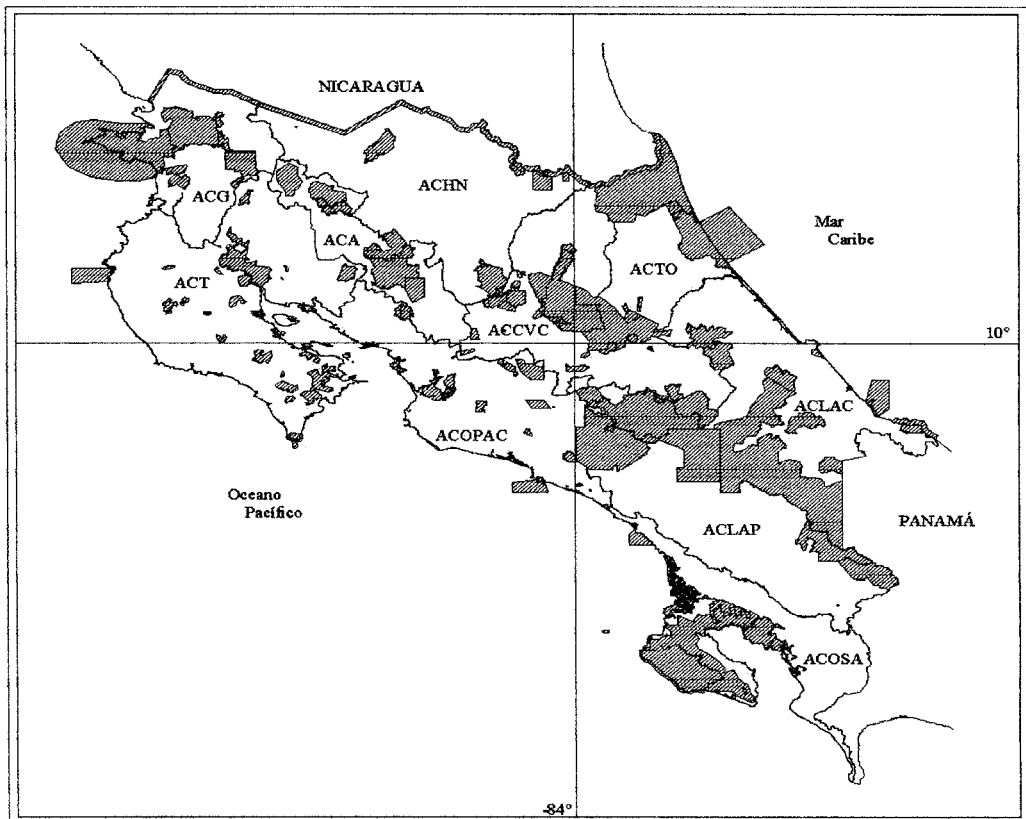 NICARAGUA
ACG
ACHN
ACA
Mar
Caribe
ACT
ACTO
ACCVC
10°
ACLAC
ACOPAC
Oceano
Pacífico
ACLAP
PANAMÁ
ACOSA
-84°